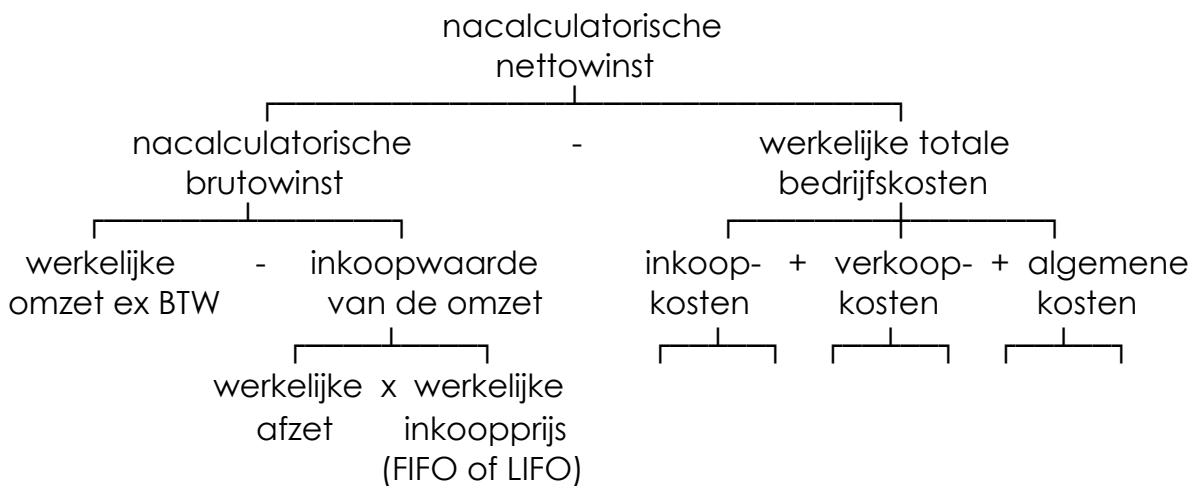 nacalculatorische
nettowinst
nacalculatorische - werkelijke totale
brutowinst bedrijfskosten
werkelijke - inkoopwaarde inkoop- + verkoop- + algemene
omzet ex BTW van de omzet kosten kosten kosten
werkelijke x werkelijke
afzet inkoopprijs
(FIFO of LIFO)